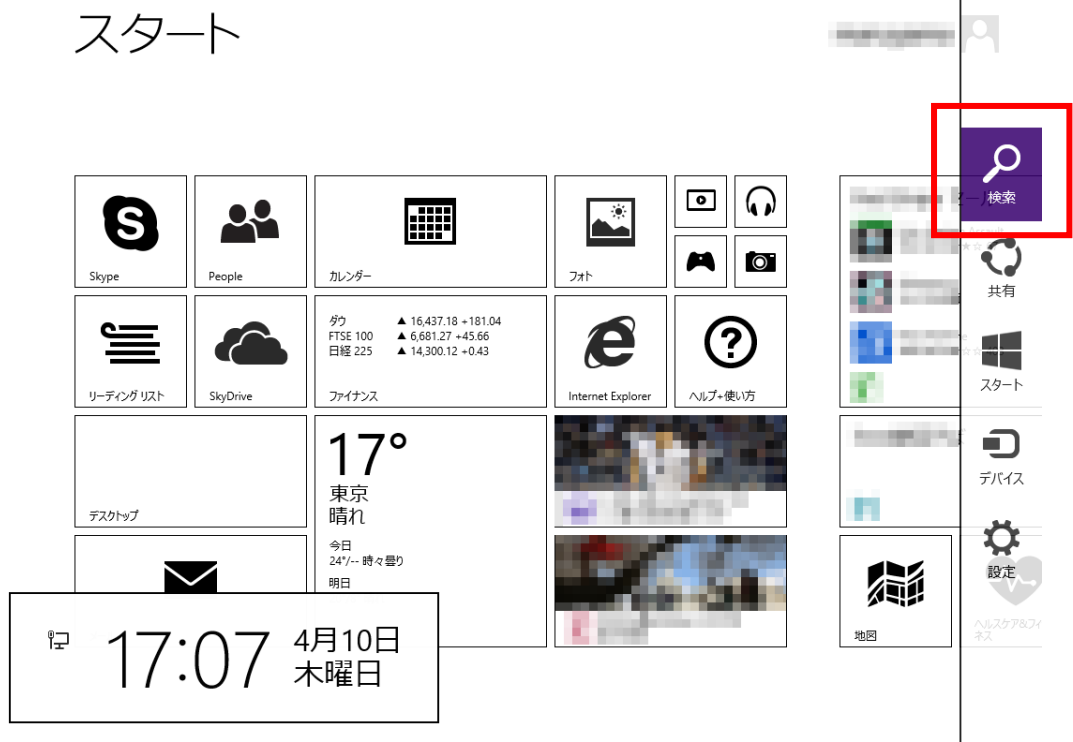 スタート
検索
共有
スタート
デバイス
設定
Skype
People
カレンダー
フォト
リーディング リスト
SkyDrive
ダウ ▲ 16,437.18 +181.04
FTSE 100 ▲ 6,681.27 +45.66
日経 225 ▲ 14,300.12 +0.43
ファイナンス
Internet Explorer
ヘルプ+使い方
デスクトップ
17°
東京
晴れ
今日
24°/-- 時々曇り
明日
地図
ヘルスケア&フィ
ネス
17:07
4月10日
木曜日